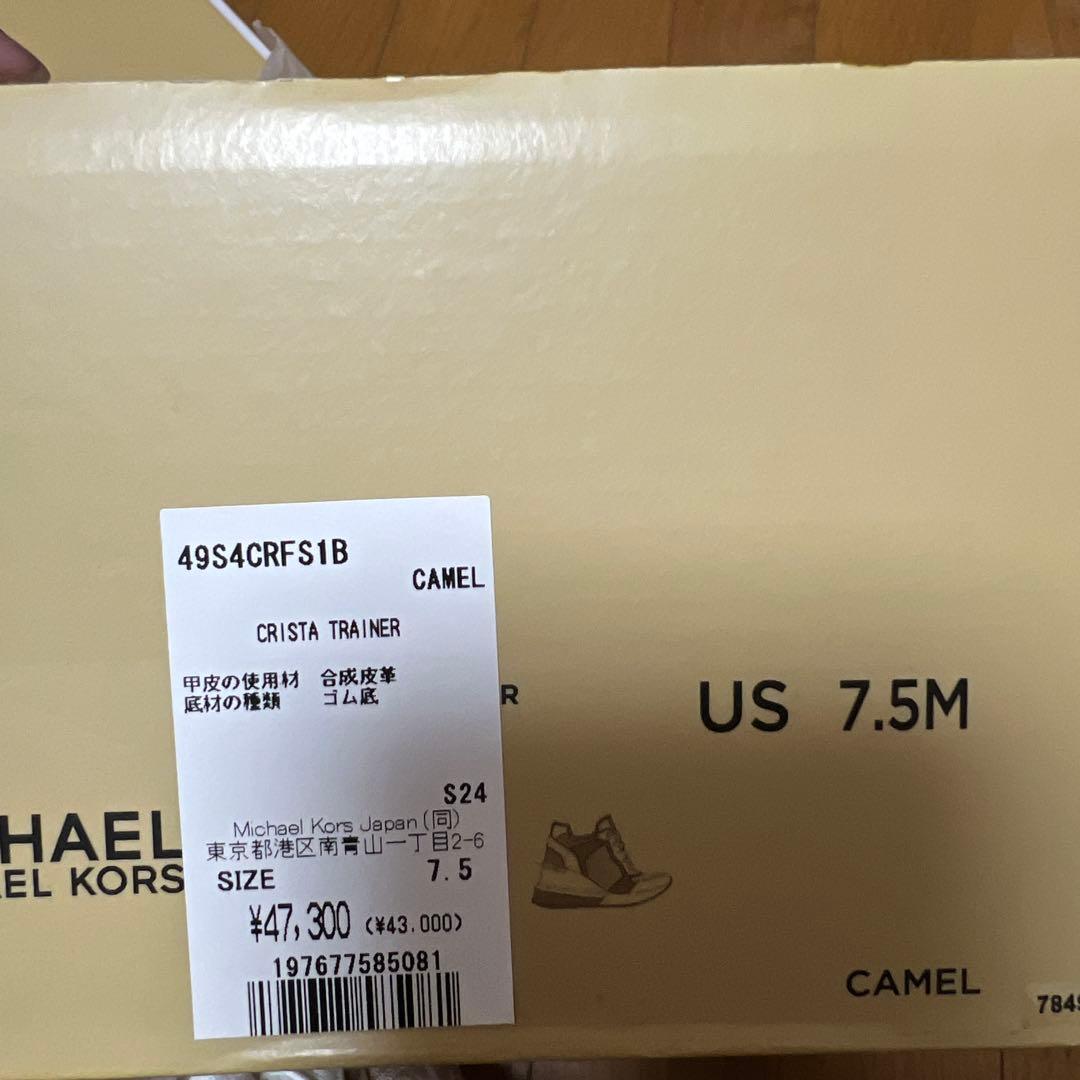 49S4CRFS1B
CAMEL
CRISTA TRAINER
甲皮の使用材 合成皮革
底材の種類 ゴム底
S24
Michael Kors Japan (同)
東京都港区南青山一丁目2-6
SIZE 7.5
¥47,300 (¥43.000)
197677585081
R
US 7.5M
HAEL
EL KORS
CAMEL
784